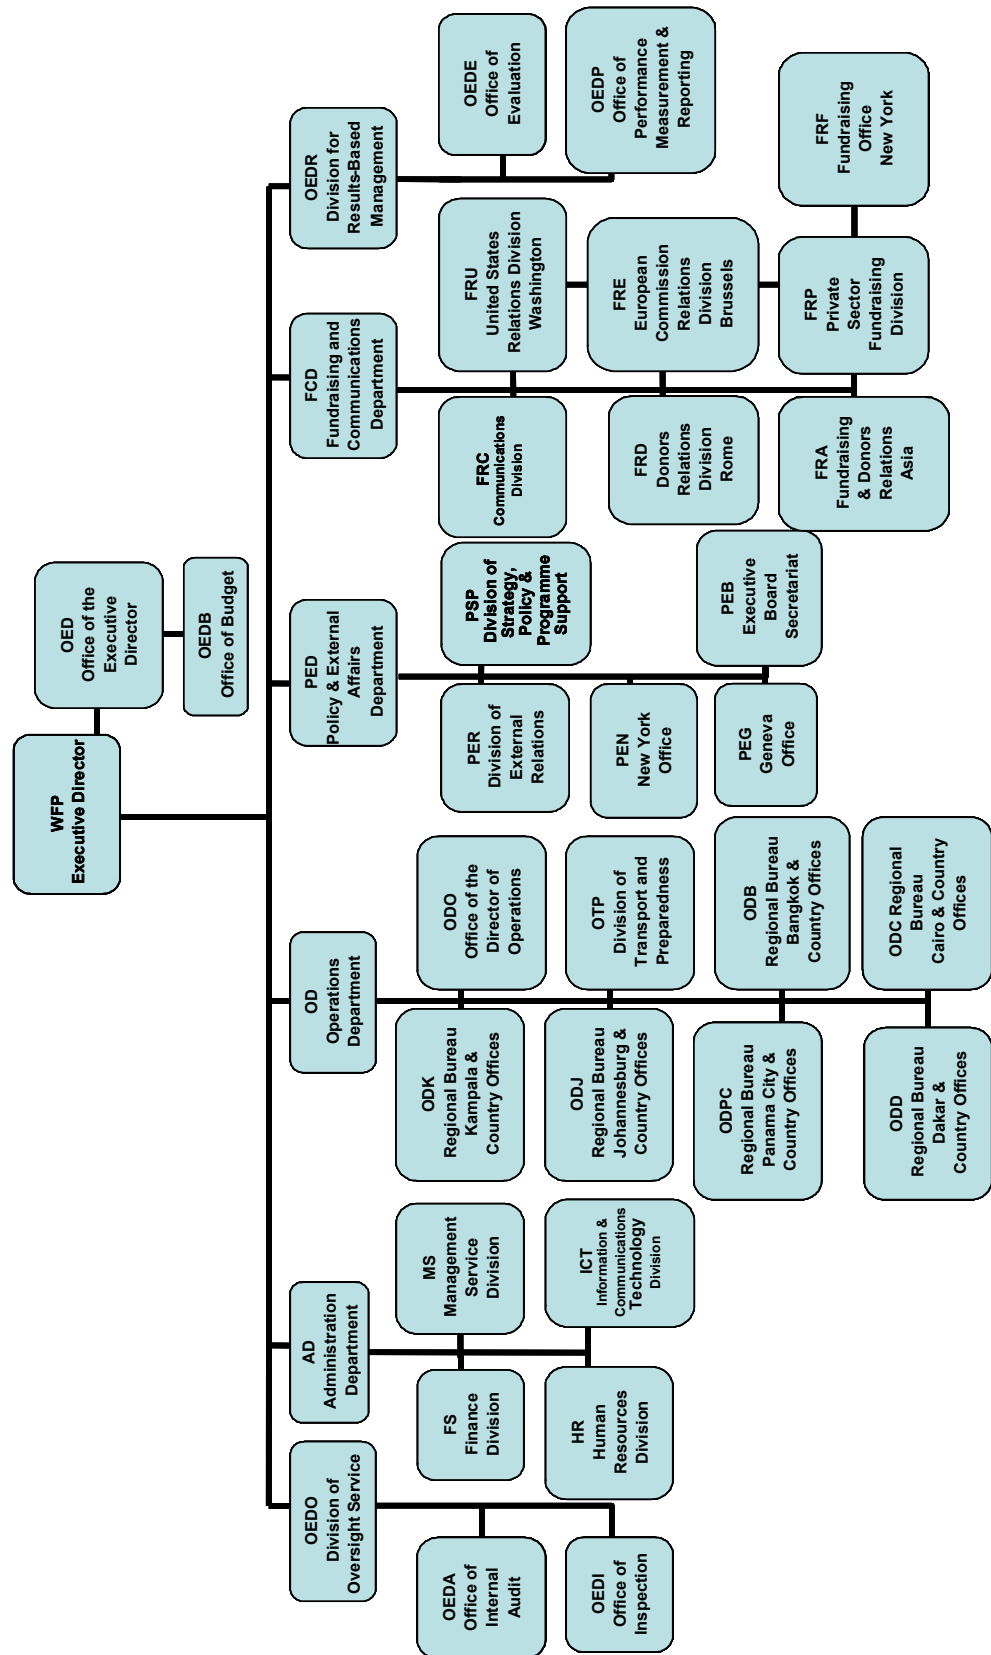 WFP
Executive Director
OED
Office of the
Executive
Director
OEDB
Office of Budget
OEDO
Division of
Oversight Service
AD
Administration
Department
OD
Operations
Department
PED
Policy & External
Affairs
Department
FCD
Fundraising and
Communications
Department
OEDR
Division for
Results-Based
Management
OEDA
Office of
Internal
Audit
OEDI
Office of
Inspection
FS
Finance
Division
MS
Management
Service
Division
HR
Human
Resources
Division
ICT
Information &
Communications
Technology
Division
ODK
Regional Bureau
Kampala &
Country Offices
ODO
Office of the
Director of
Operations
ODJ
Regional Bureau
Johannesburg &
Country Offices
OTP
Division of
Transport and
Preparedness
ODPC
Regional Bureau
Panama City &
Country Offices
ODB
Regional Bureau
Bangkok &
Country Offices
ODD
Regional Bureau
Dakar &
Country Offices
ODC Regional
Bureau
Cairo & Country
Offices
PER
Division of
External
Relations
PSP
Division of
Strategy,
Policy &
Programme
Support
PEN
New York
Office
PEG
Geneva
Office
PEB
Executive
Board
Secretariat
FRC
Communications
Division
FRU
United States
Relations Division
Washington
FRD
Donors
Relations
Division
Rome
FRE
European
Commission
Relations
Division
Brussels
FRA
Fundraising
& Donors
Relations
Asia
FRP
Private
Sector
Fundraising
Division
FRF
Fundraising
Office
New York
OEDE
Office of
Evaluation
OEDP
Office of
Performance
Measurement &
Reporting